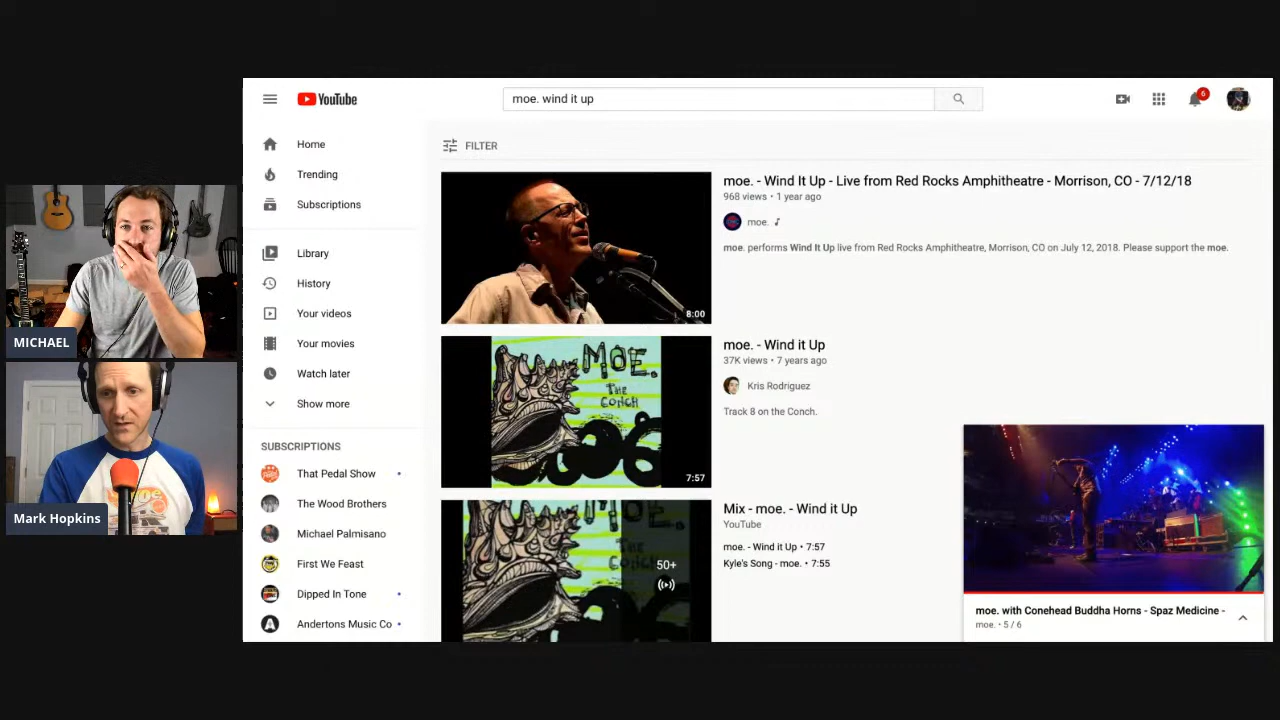 MICHAEL
Mark Hopkins
YouTube
moe. wind it up
6
Home
Trending
Subscriptions
Library
History
Your videos
Your movies
Watch later
Show more
SUBSCRIPTIONS
That Pedal Show
The Wood Brothers
Michael Palmisano
First We Feast
Dipped In Tone
Andertons Music Co
FILTER
8:00
moe. - Wind It Up - Live from Red Rocks Amphitheatre - Morrison, CO - 7/12/18
968 views • 1 year ago
moe.
moe. performs Wind It Up live from Red Rocks Amphitheatre, Morrison, CO on July 12, 2018. Please support the moe.
MOE.
THE
CONCH
7:57
moe. - Wind it Up
37K views • 7 years ago
Kris Rodriguez
Track 8 on the Conch.
MOE.
THE
CONCH
50+
Mix - moe. - Wind it Up
YouTube
moe. - Wind it Up • 7:57
Kyle's Song - moe. • 7:55
moe. with Conehead Buddha Horns - Spaz Medicine -
moe. • 5 / 6